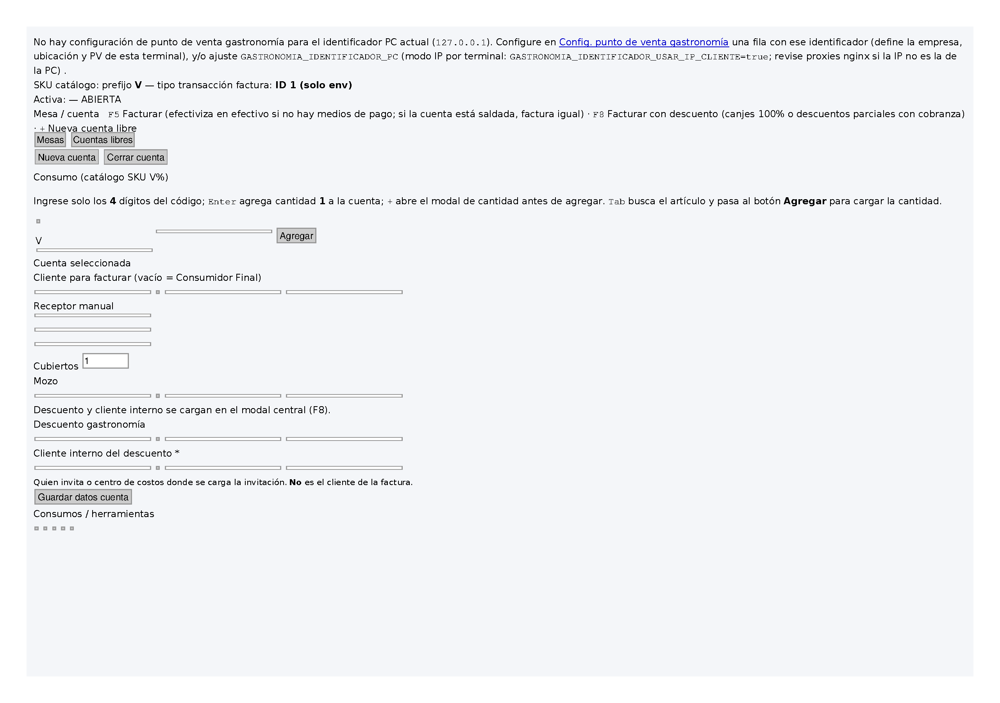 No hay configuración de punto de venta gastronomía para el identificador PC actual (127.0.0.1). Configure en Config. punto de venta gastronomía una fila con ese identificador (define la empresa,
ubicación y PV de esta terminal), y/o ajuste GASTRONOMIA_IDENTIFICADOR_PC (modo IP por terminal: GASTRONOMIA_IDENTIFICADOR_USAR_IP_CLIENTE=true; revise proxies nginx si la IP no es la de
la PC) .
SKU catálogo: prefijo V — tipo transacción factura: ID 1 (solo env)
Activa: — ABIERTA
Mesa / cuenta F5 Facturar (efectiviza en efectivo si no hay medios de pago; si la cuenta está saldada, factura igual) · F8 Facturar con descuento (canjes 100% o descuentos parciales con cobranza)
· + Nueva cuenta libre
Mesas Cuentas libres
Nueva cuenta Cerrar cuenta
Consumo (catálogo SKU V%)
Ingrese solo los 4 dígitos del código; Enter agrega cantidad 1 a la cuenta; + abre el modal de cantidad antes de agregar. Tab busca el artículo y pasa al botón Agregar para cargar la cantidad.
Agregar
V
Cuenta seleccionada
Cliente para facturar (vacío = Consumidor Final)
Receptor manual
Cubiertos 1
Mozo
Descuento y cliente interno se cargan en el modal central (F8).
Descuento gastronomía
Cliente interno del descuento *
Quien invita o centro de costos donde se carga la invitación. No es el cliente de la factura.
Guardar datos cuenta
Consumos / herramientas